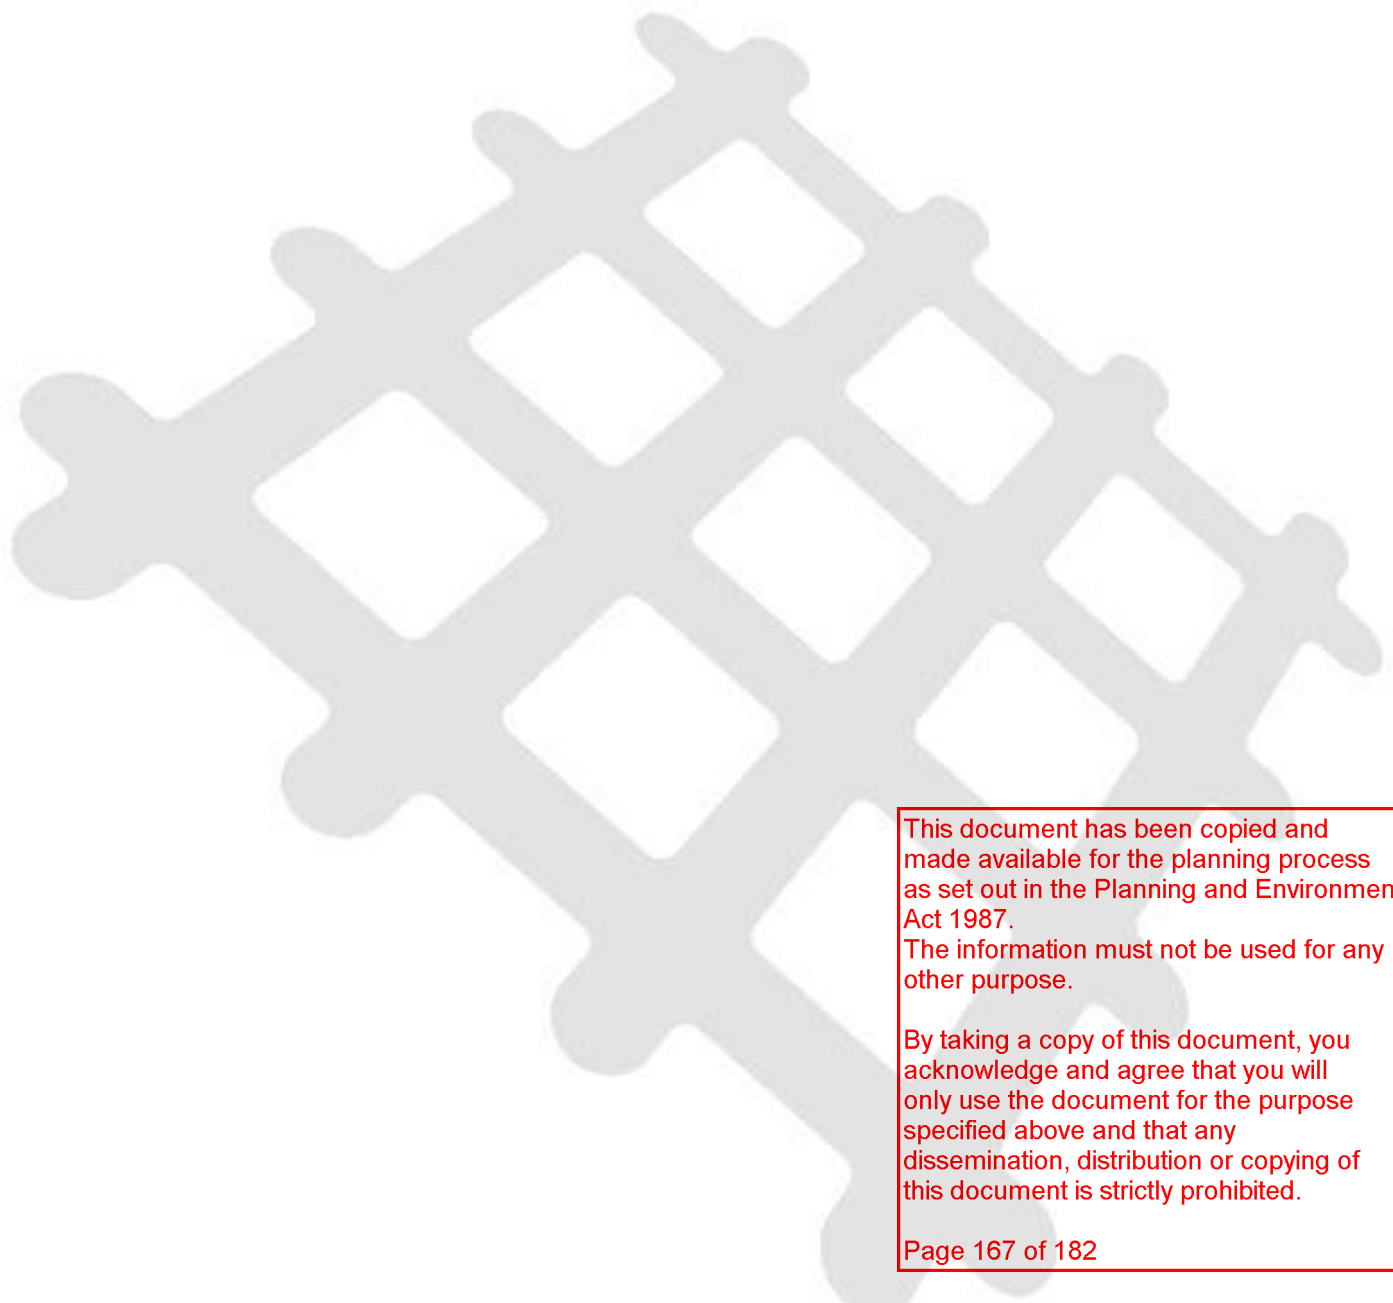 This document has been copied and
made available for the planning process
as set out in the Planning and Environmen
Act 1987.
The information must not be used for any
other purpose.
By taking a copy of this document, you
acknowledge and agree that you will
only use the document for the purpose
specified above and that any
dissemination, distribution or copying of
this document is strictly prohibited.
Page 167 of 182